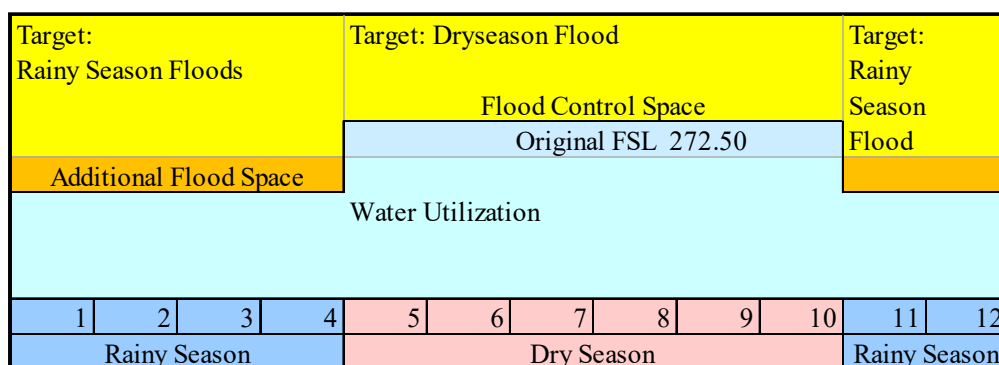 Target:
Rainy Season Floods
Target: Dryseason Flood
Flood Control Space
Target:
Rainy
Season
Flood
Original FSL 272.50
Additional Flood Space
Water Utilization
1 2 3 4 5 6 7 8 9 10 11 12
Rainy Season Dry Season Rainy Season